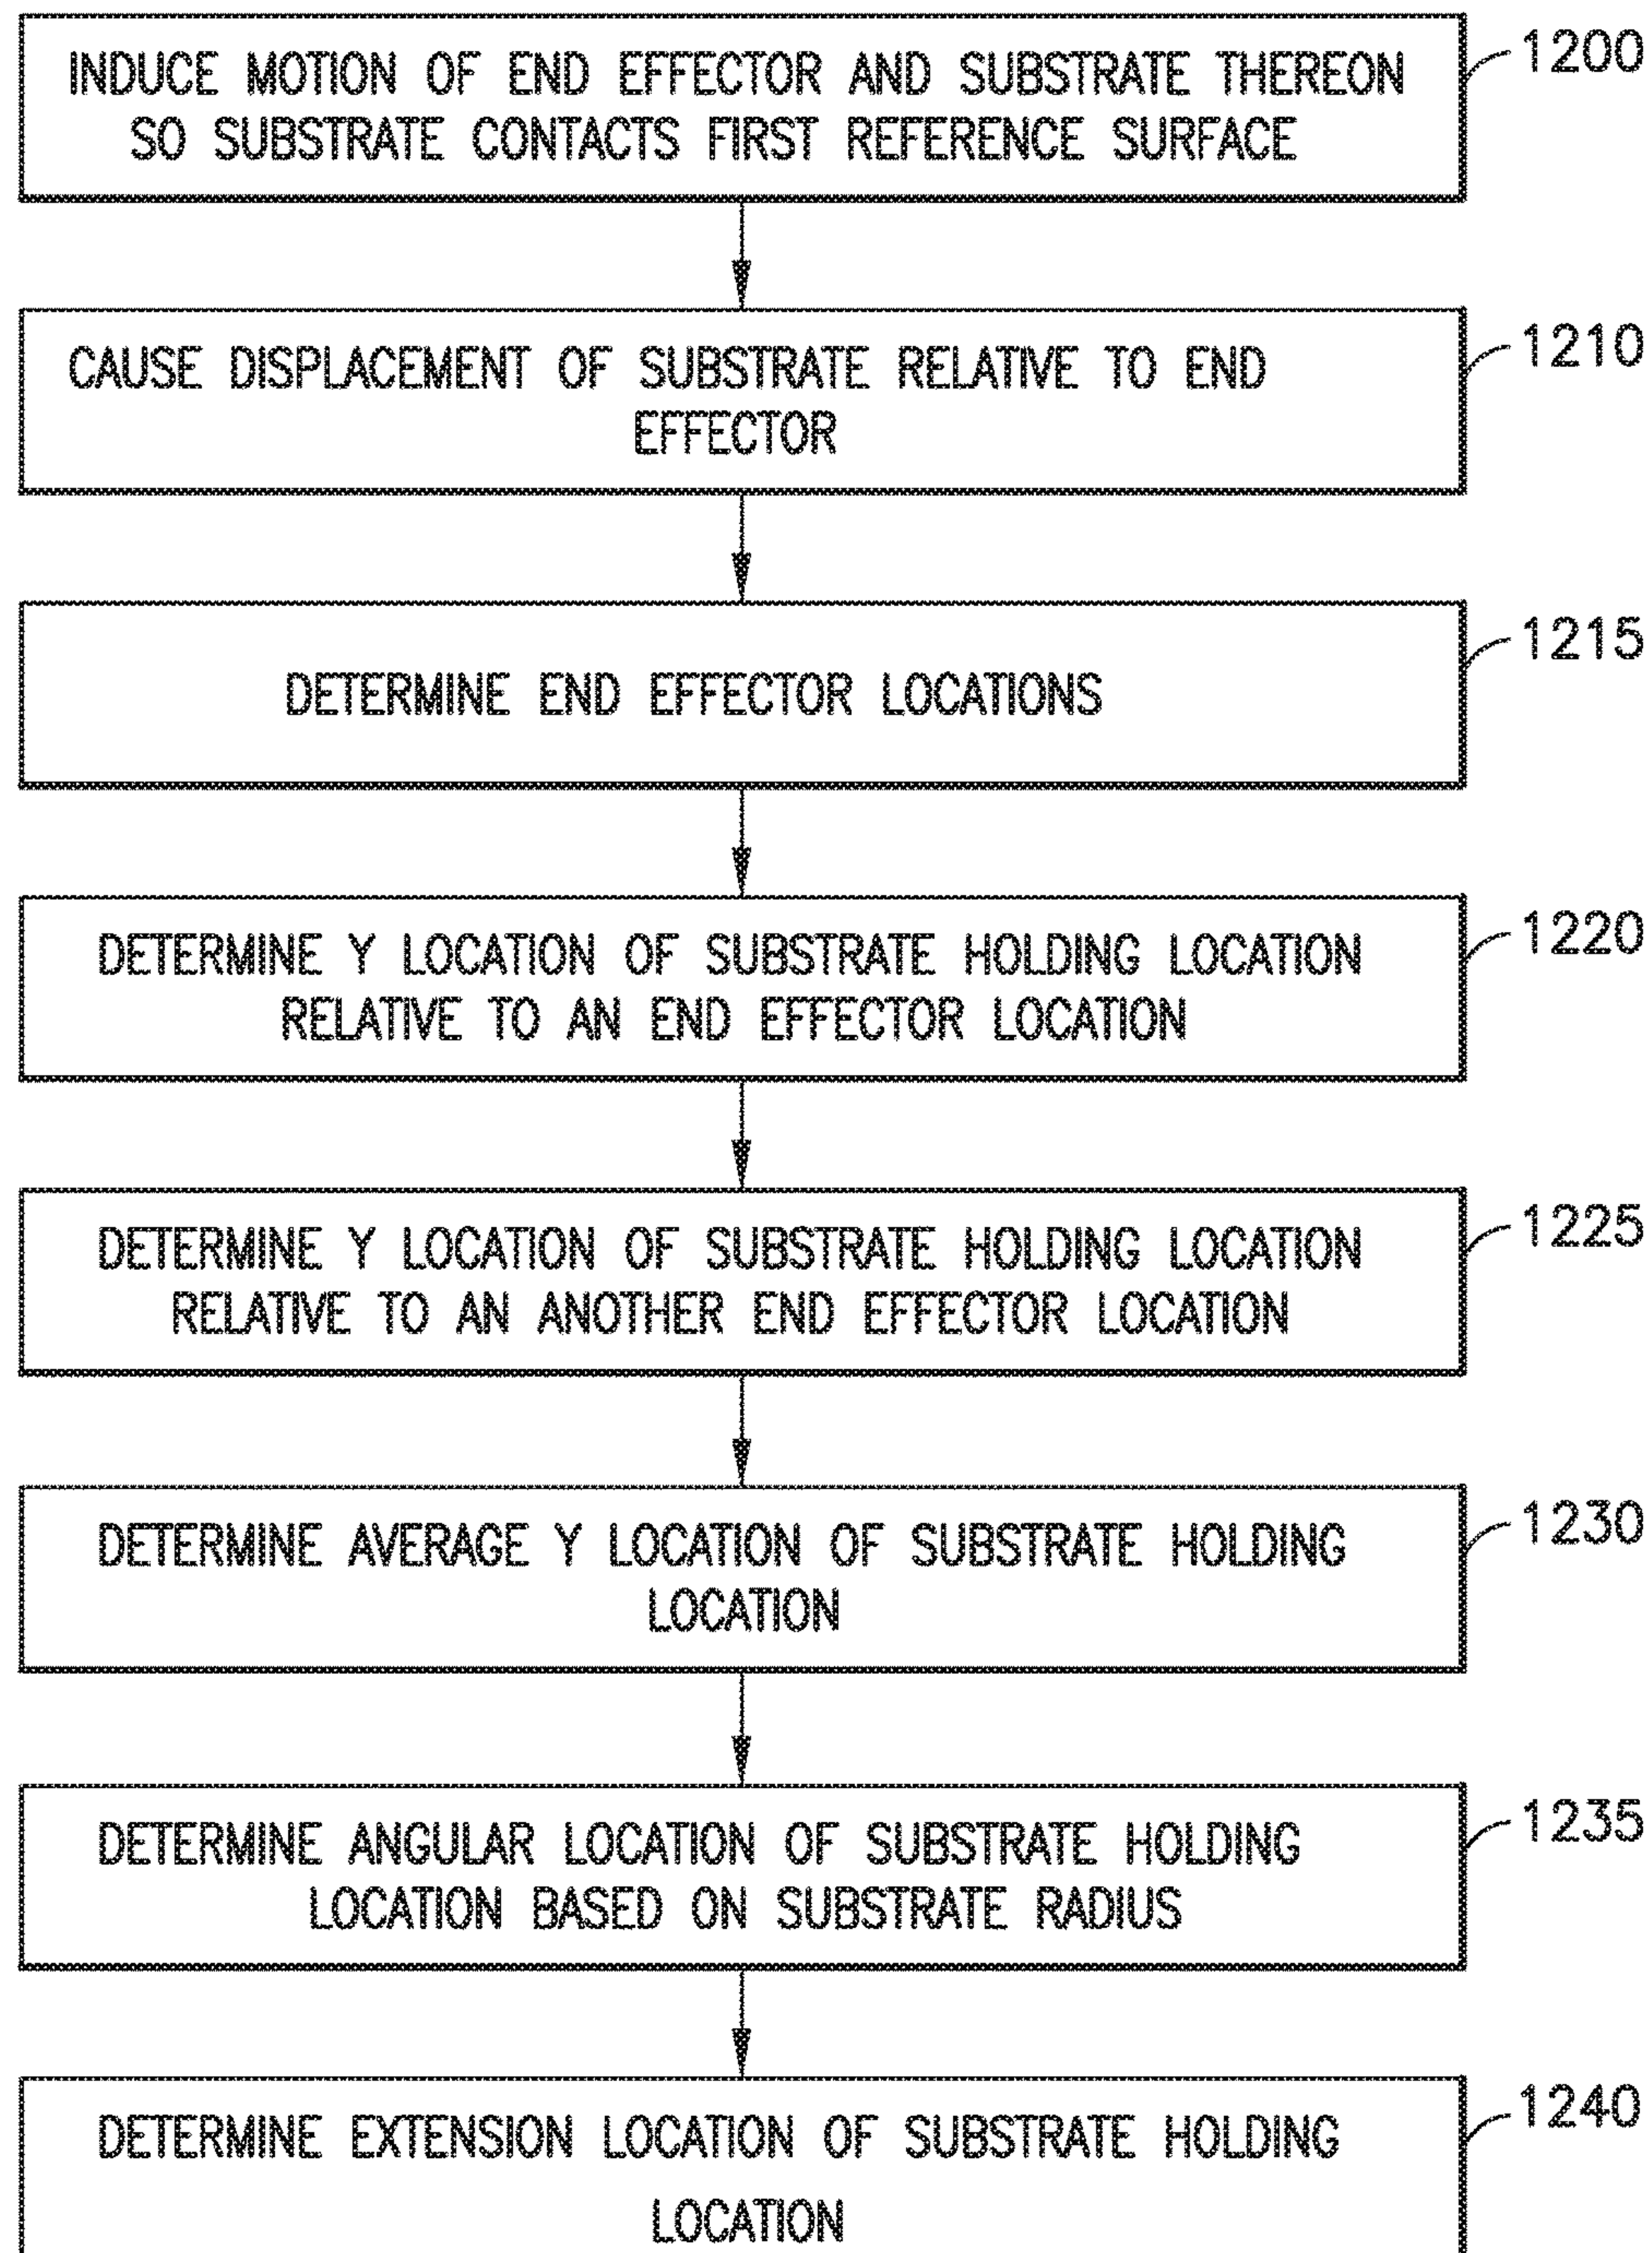 INDUCE MOTION OF END EFFECTOR AND SUBSTRATE THEREON
SO SUBSTRATE CONTACTS FIRST REFERENCE SURFACE
1200
CAUSE DISPLACEMENT OF SUBSTRATE RELATIVE TO END
EFFECTOR
1210
DETERMINE END EFFECTOR LOCATIONS
1215
DETERMINE Y LOCATION OF SUBSTRATE HOLDING LOCATION
RELATIVE TO AN END EFFECTOR LOCATION
1220
DETERMINE Y LOCATION OF SUBSTRATE HOLDING LOCATION
RELATIVE TO AN ANOTHER END EFFECTOR LOCATION
1225
DETERMINE AVERAGE Y LOCATION OF SUBSTRATE HOLDING
LOCATION
1230
DETERMINE ANGULAR LOCATION OF SUBSTRATE HOLDING
LOCATION BASED ON SUBSTRATE RADIUS
1235
DETERMINE EXTENSION LOCATION OF SUBSTRATE HOLDING
LOCATION
1240